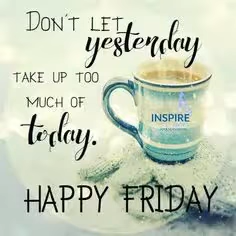 DON'T LET
yesterday
TAKE UP TOO
MUCH OF
today.
INSPIRE
HAPPY FRIDAY